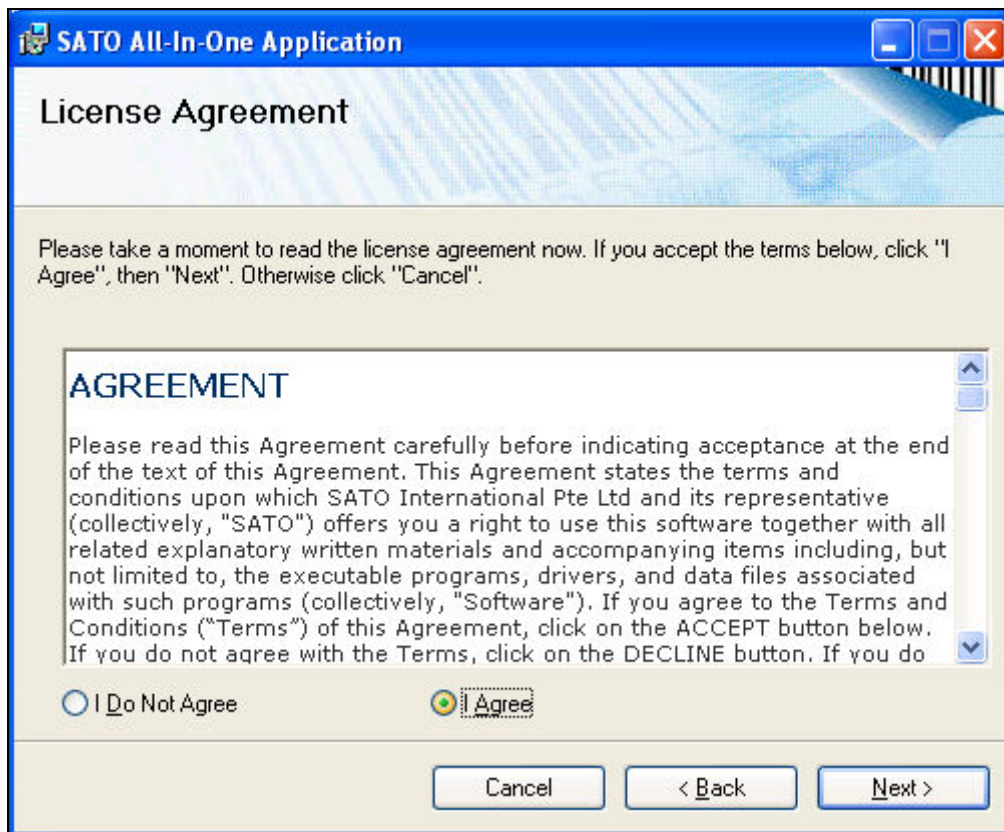 SATO All-In-One Application
License Agreement
Please take a moment to read the license agreement now. If you accept the terms below, click "I
Agree", then "Next". Otherwise click "Cancel".
AGREEMENT
Please read this Agreement carefully before indicating acceptance at the end
of the text of this Agreement. This Agreement states the terms and
conditions upon which SATO International Pte Ltd and its representative
(collectively, "SATO") offers you a right to use this software together with all
related explanatory written materials and accompanying items including, but
not limited to, the executable programs, drivers, and data files associated
with such programs (collectively, "Software"). If you agree to the Terms and
Conditions (“Terms”) of this Agreement, click on the ACCEPT button below.
If you do not agree with the Terms, click on the DECLINE button. If you do
I Do Not Agree
I Agree
Cancel
< Back
Next >